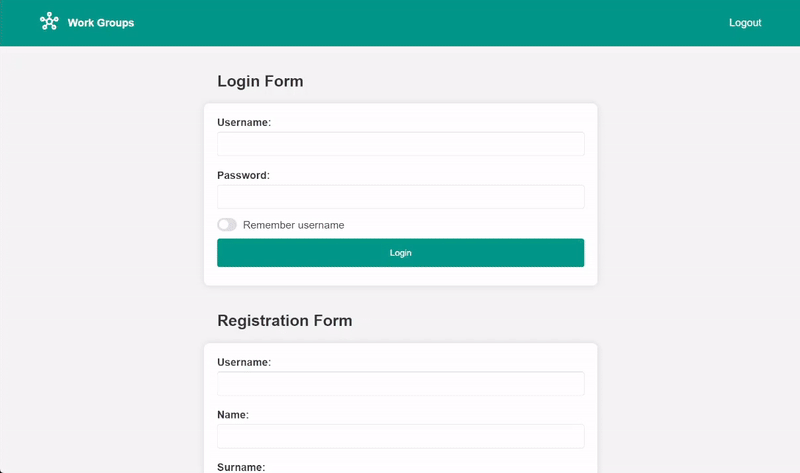 Work Groups
Logout
Login Form
Username:
Password:
Remember username
Login
Registration Form
Username:
Name:
Surname: